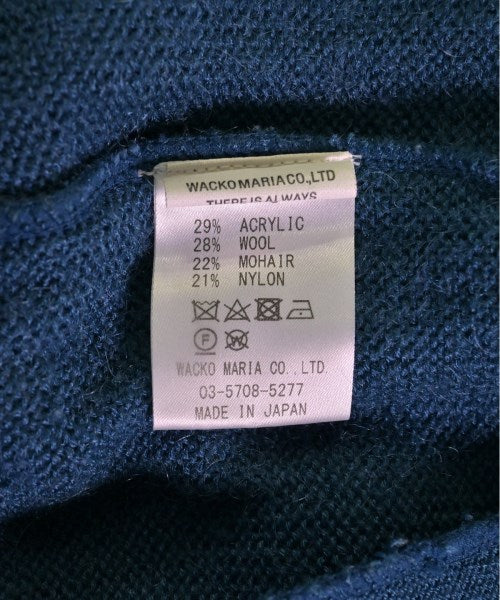 WACKO MARIA CO.,LTD
THERE IS ALWAYS
29% ACRYLIC
28% WOOL
22% MOHAIR
21% NYLON
F W
WACKO MARIA CO., LTD.
03-5708-5277
MADE IN JAPAN